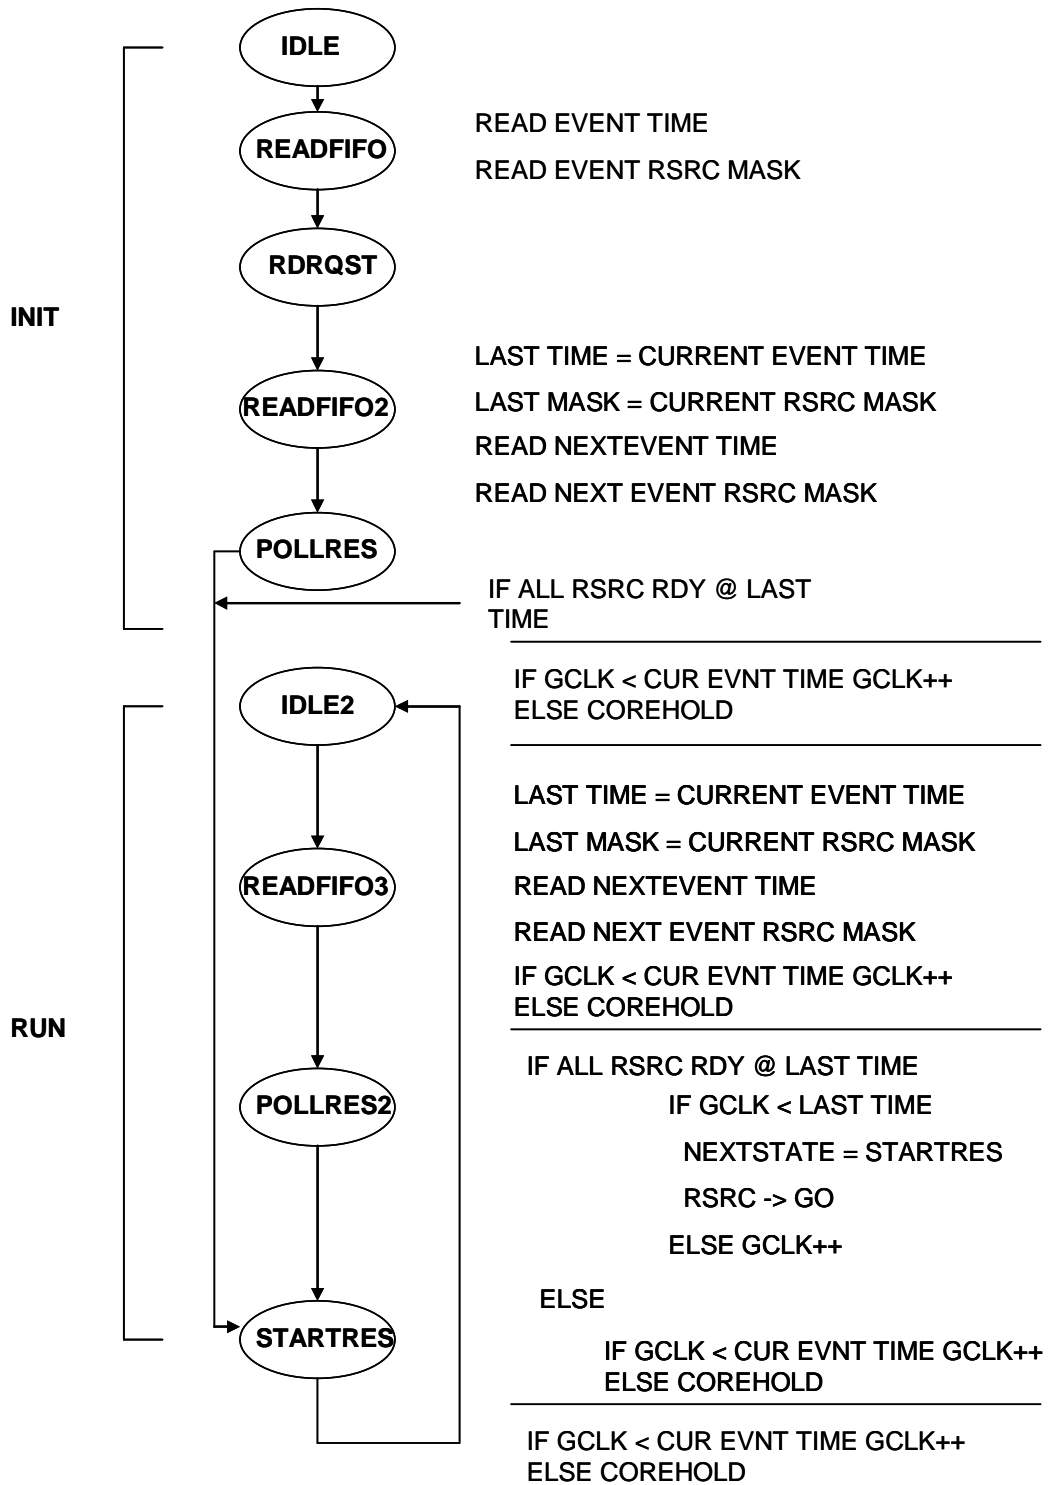 IDLE
READFIFO
READ EVENT TIME
READ EVENT RSRC MASK
RDRQST
INIT
LAST TIME = CURRENT EVENT TIME
READFIFO2
LAST MASK = CURRENT RSRC MASK
READ NEXTEVENT TIME
READ NEXT EVENT RSRC MASK
POLLRES
IF ALL RSRC RDY @ LAST
TIME
IDLE2
IF GCLK < CUR EVNT TIME GCLK++
ELSE COREHOLD
LAST TIME = CURRENT EVENT TIME
LAST MASK = CURRENT RSRC MASK
READFIFO3
READ NEXTEVENT TIME
READ NEXT EVENT RSRC MASK
IF GCLK < CUR EVNT TIME GCLK++
ELSE COREHOLD
RUN
IF ALL RSRC RDY @ LAST TIME
POLLRES2
IF GCLK < LAST TIME
NEXTSTATE = STARTRES
RSRC -> GO
ELSE GCLK++
ELSE
STARTRES
IF GCLK < CUR EVNT TIME GCLK++
ELSE COREHOLD
IF GCLK < CUR EVNT TIME GCLK++
ELSE COREHOLD